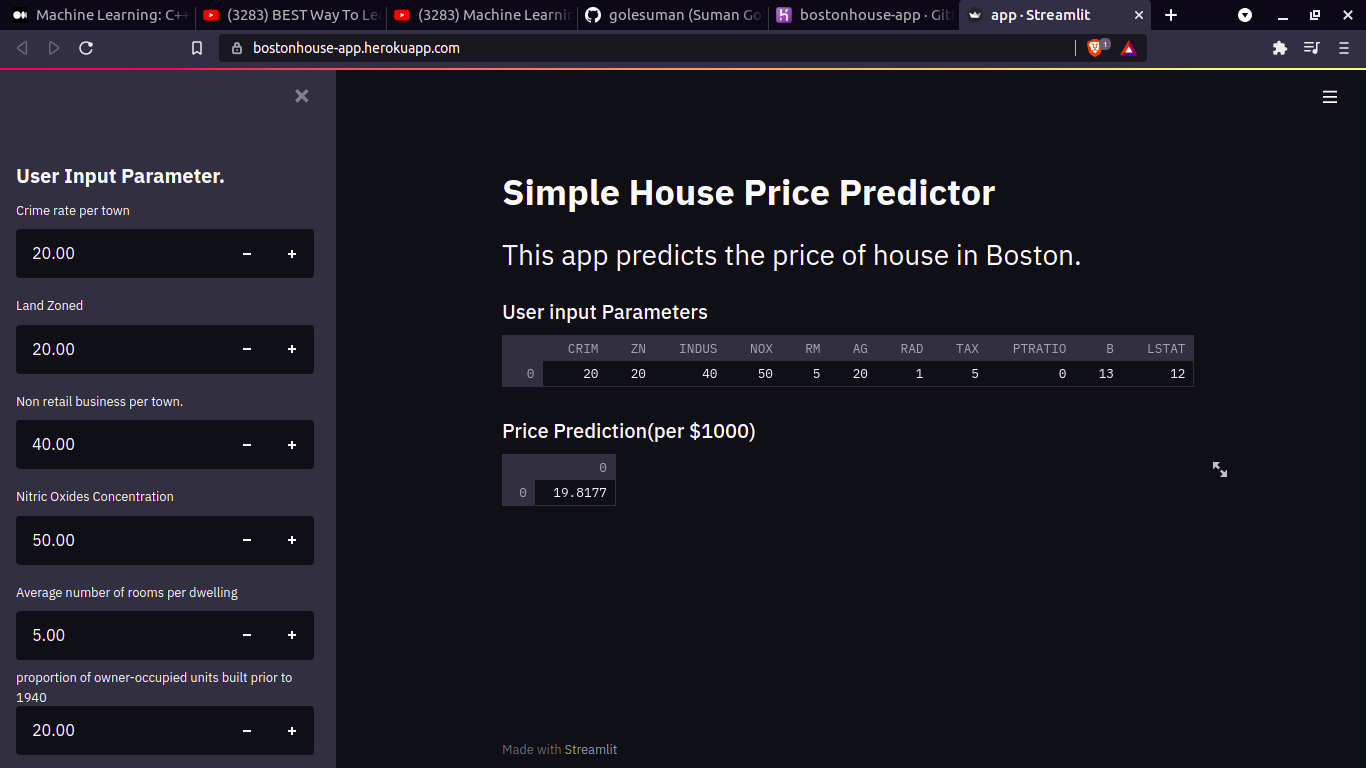 Machine Learning: C++
(3283) BEST Way To Le
(3283) Machine Learnin
golesuman (Suman Go
bostonhouse-app · Git
app · Streamlit
bostonhouse-app.herokuapp.com
1
User Input Parameter.
Crime rate per town
20.00
Land Zoned
20.00
Non retail business per town.
40.00
Nitric Oxides Concentration
50.00
Average number of rooms per dwelling
5.00
proportion of owner-occupied units built prior to
1940
20.00
Simple House Price Predictor
This app predicts the price of house in Boston.
User input Parameters
CRIM ZN INDUS NOX RM AG RAD TAX PTRATIO B LSTAT
0 20 20 40 50 5 20 1 5 0 13 12
Price Prediction(per $1000)
0
0 19.8177
Made with Streamlit